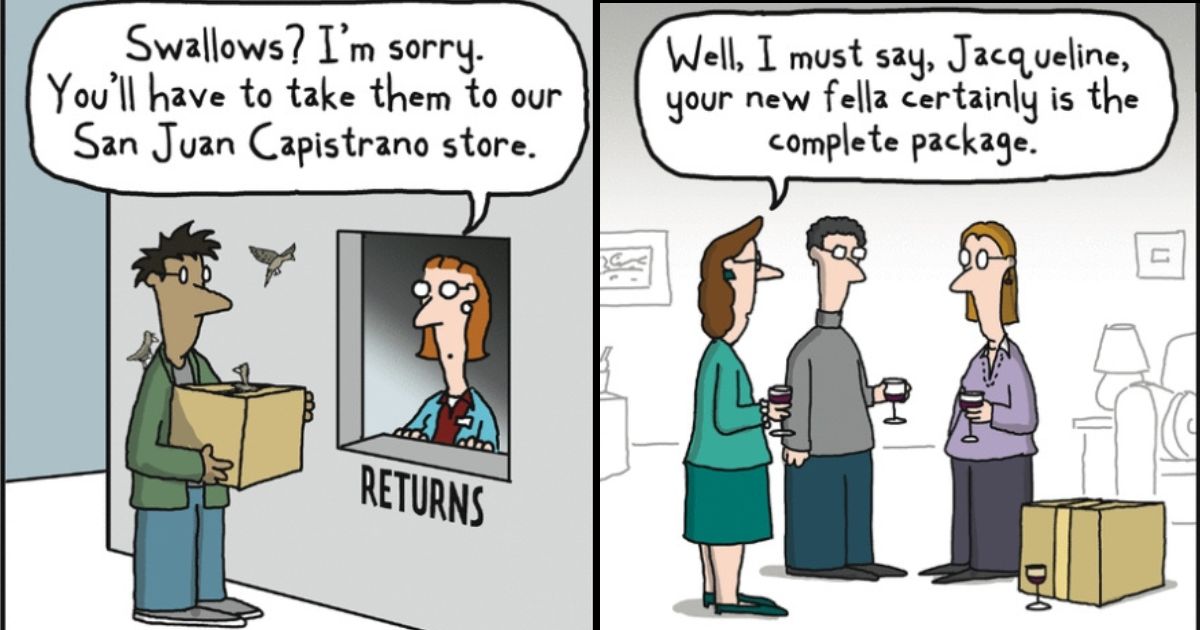 Swallows? I'm sorry.
You'll have to take them to our
San Juan Capistrano store.
RETURNS
Well, I must say, Jacqueline,
your new fella certainly is the
complete package.